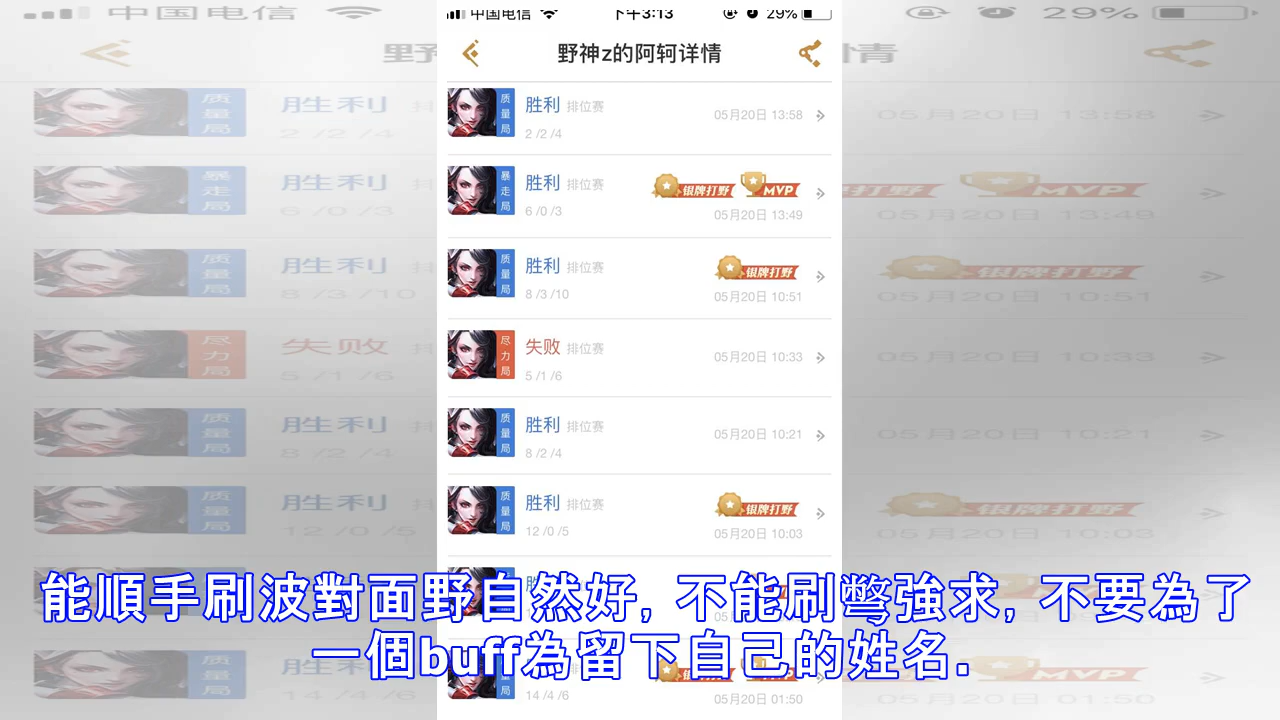 中国电信 下午3:13 29%
野神z的阿轲详情
质量局 胜利 排位赛
2 /2 /4 05月20日 13:58
暴走局 胜利 排位赛 银牌打野 MVP
6 /0 /3 05月20日 13:49
质量局 胜利 排位赛 银牌打野
8 /3 /10 05月20日 10:51
尽力局 失败 排位赛
5 /1 /6 05月20日 10:33
质量局 胜利 排位赛
8 /2 /4 05月20日 10:21
质量局 胜利 排位赛 银牌打野
12 /0 /5 05月20日 10:03
能順手刷波對面野自然好, 不能刷彆強求, 不要為了
一個buff為留下自己的姓名.
14 /4 /6 05月20日 01:50